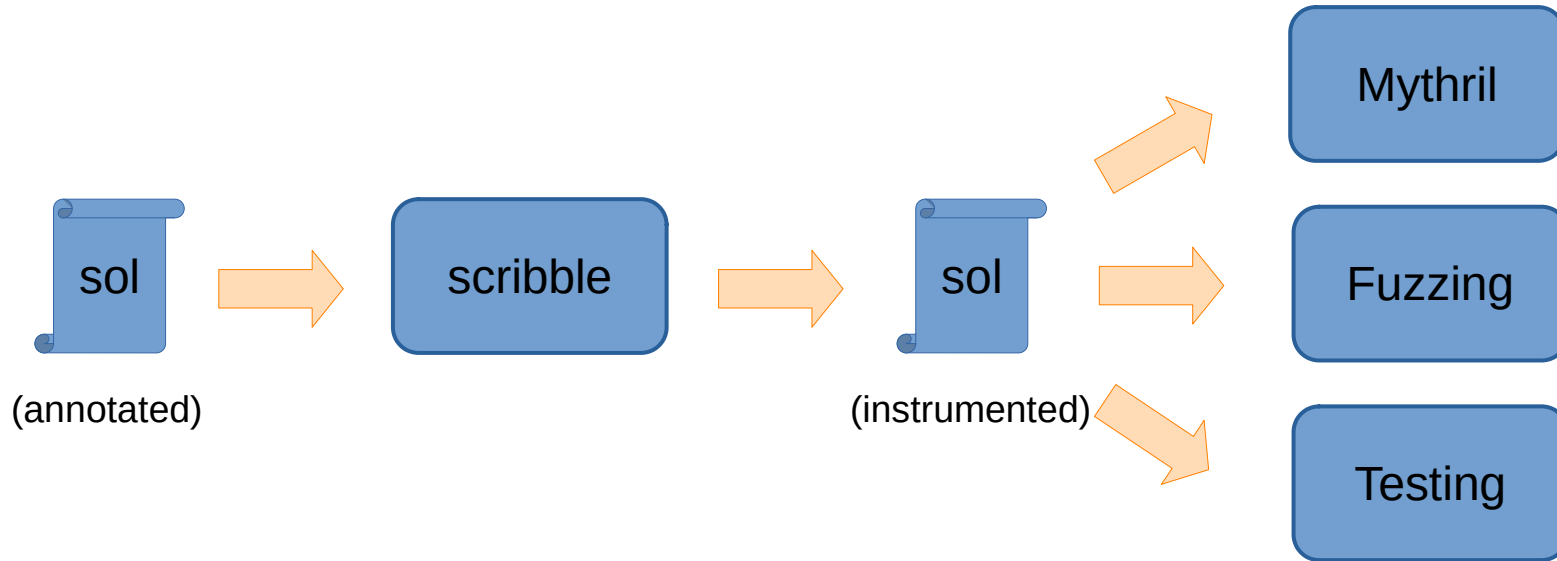 sol
(annotated)
scribble
sol
(instrumented)
Mythril
Fuzzing
Testing